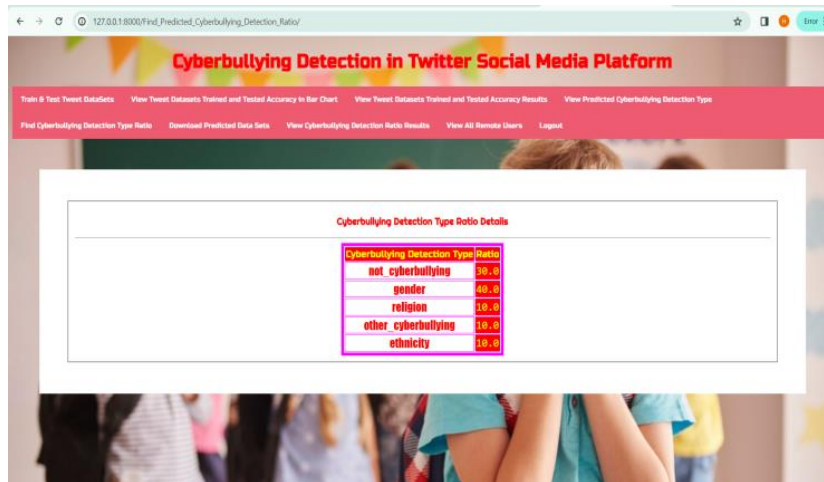 127.0.0.1:8000/Find_Predicted_Cyberbullying_Detection_Ratio/
Error
Cyberbullying Detection in Twitter Social Media Platform
Train & Test Tweet DataSets View Tweet Datasets Trained and Tested Accuracy in Bar Chart View Tweet Datasets Trained and Tested Accuracy Results View Predicted Cyberbullying Detection Type
Find Cyberbullying Detection Type Ratio Download Predicted Data Sets View Cyberbullying Detection Ratio Results View All Remote Users Logout
Cyberbullying Detection Type Ratio Details
Cyberbullying Detection Type Ratio
not_cyberbullying 30.0
gender 40.0
religion 10.0
other_cyberbullying 10.0
ethnicity 10.0